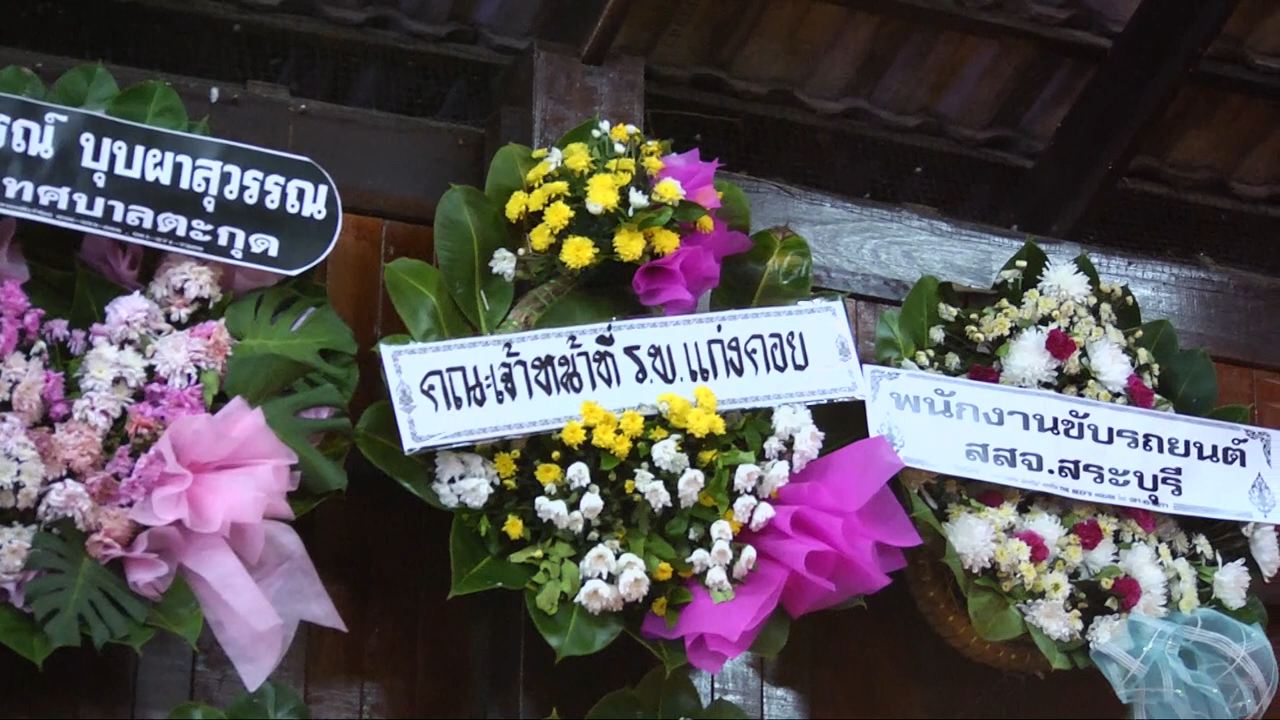 รณ์ บุบผาสุวรรณ
ทศบาลตะกุด
คณะเจ้าหน้าที่ ร.พ.แก่งคอย
พนักงานขับรถยนต์
สสจ.สระบุรี